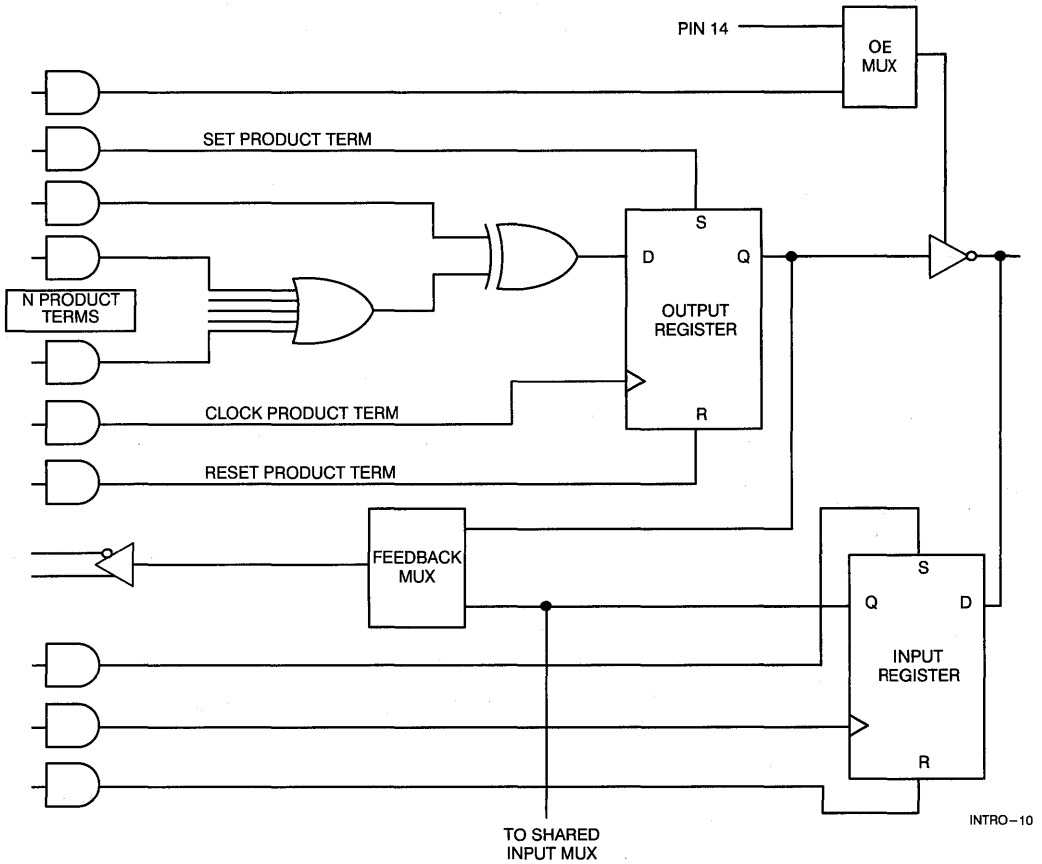 PIN 14
OE
MUX
SET PRODUCT TERM
S
D
Q
N PRODUCT
TERMS
OUTPUT
REGISTER
CLOCK PRODUCT TERM
R
RESET PRODUCT TERM
FEEDBACK
MUX
S
Q
D
INPUT
REGISTER
R
INTRO–10
TO SHARED
INPUT MUX